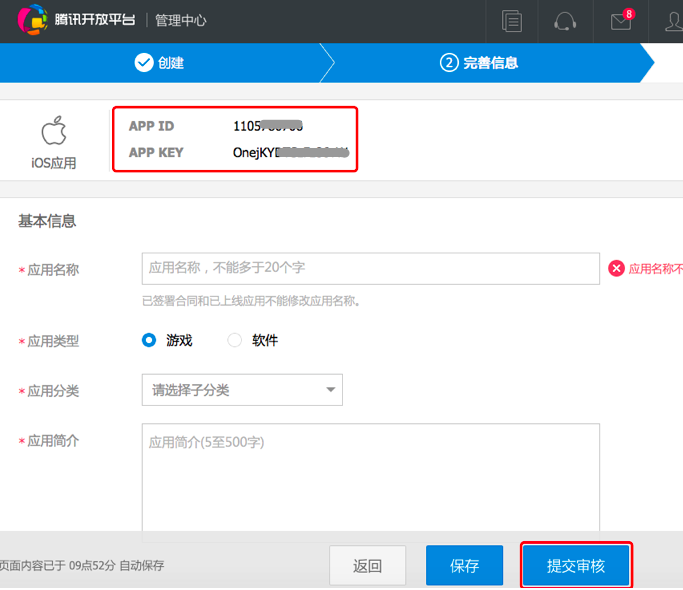 腾讯开放平台 管理中心
8
创建
2 完善信息
APP ID 1105
APP KEY OnejKYD
iOS应用
基本信息
*应用名称
应用名称，不能多于20个字
应用名称不
已签署合同和已上线应用不能修改应用名称。
*应用类型
游戏 软件
*应用分类
请选择子分类
*应用简介
应用简介(5至500字)
页面内容已于 09点52分 自动保存
返回
保存
提交审核